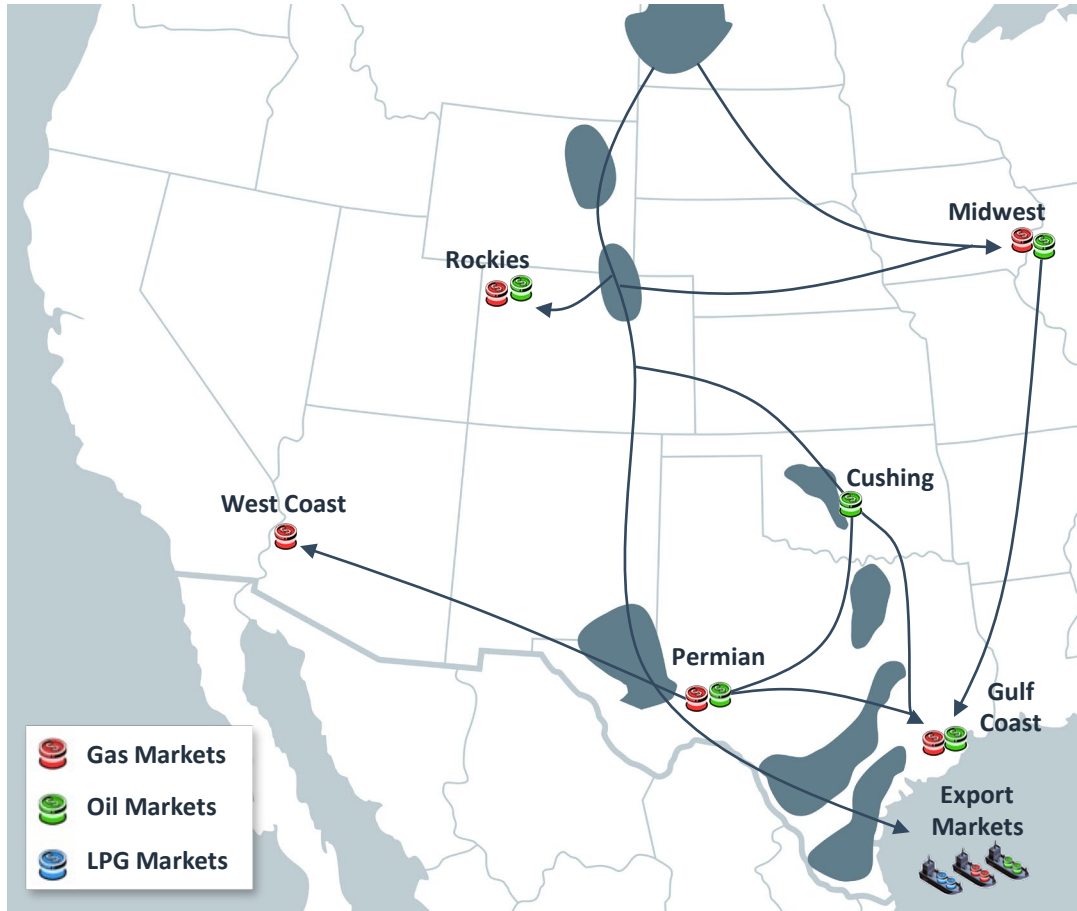 Midwest
Rockies
Cushing
West Coast
Permian
Gulf
Coast
Export
Markets
Gas Markets
Oil Markets
LPG Markets